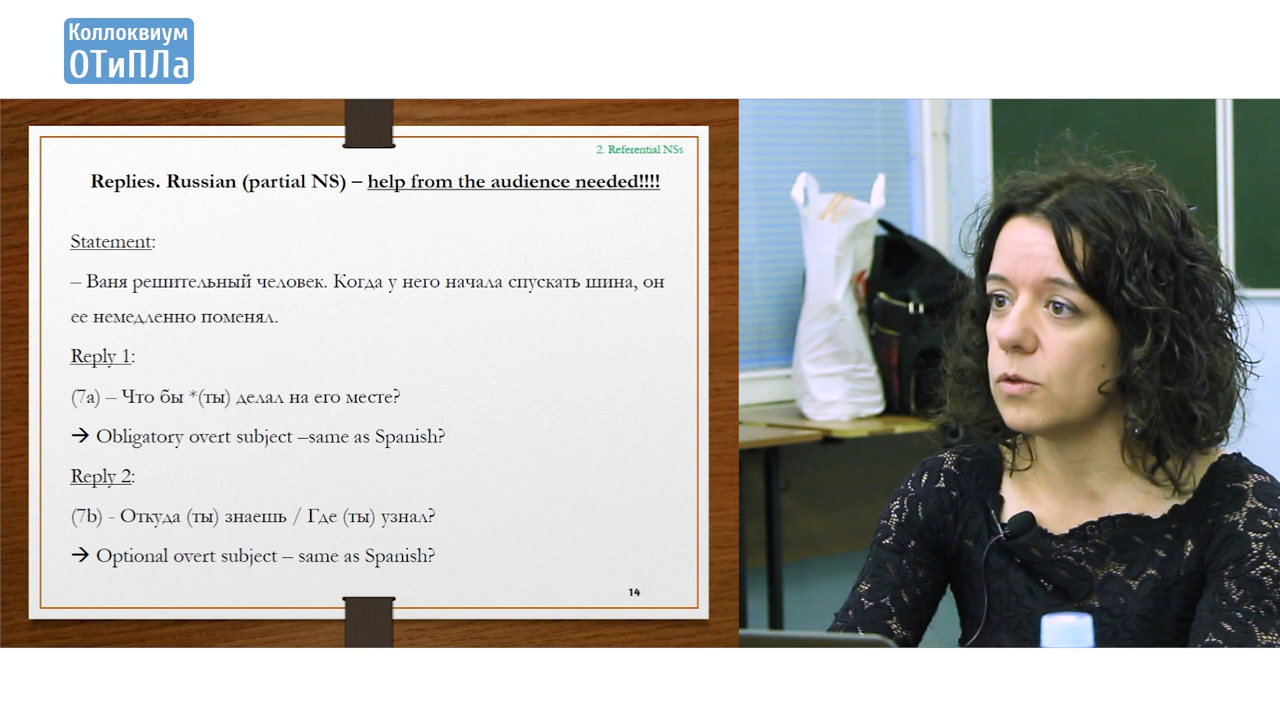 Коллоквиум
ОТиПЛа
2. Referential NSs
Replies. Russian (partial NS) – help from the audience needed!!!!
Statement:
– Ваня решительный человек. Когда у него начала спускать шина, он
ее немедленно поменял.
Reply 1:
(7a) – Что бы *(ты) делал на его месте?
→ Obligatory overt subject –same as Spanish?
Reply 2:
(7b) - Откуда (ты) знаешь / Где (ты) узнал?
→ Optional overt subject – same as Spanish?
14